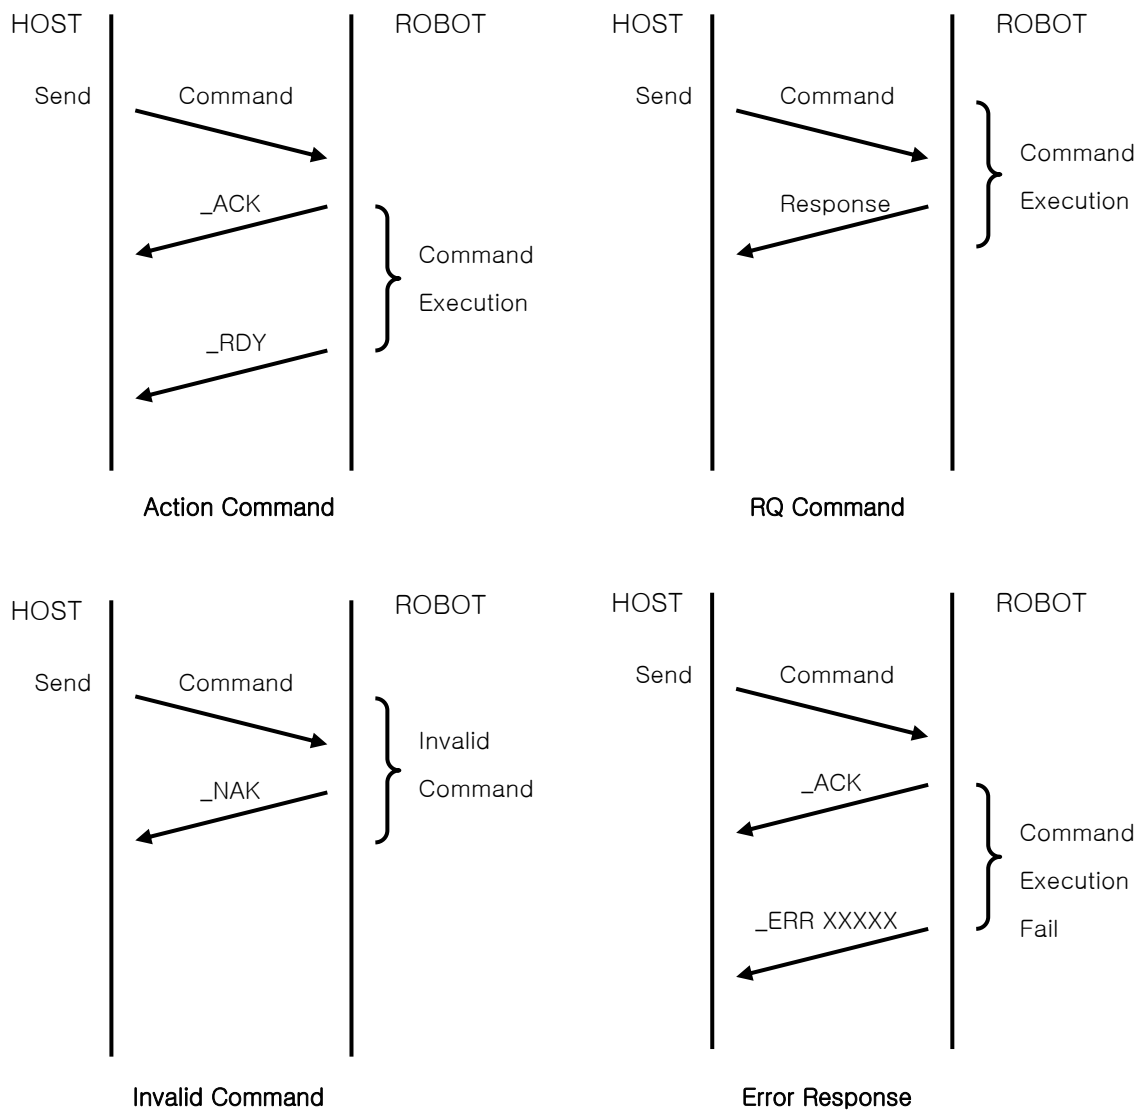 HOST
ROBOT
Send
Command
_ACK
Command
Execution
_RDY
Action Command
HOST
ROBOT
Send
Command
Command
Execution
Response
RQ Command
HOST
ROBOT
Send
Command
Invalid
Command
_NAK
Invalid Command
HOST
ROBOT
Send
Command
_ACK
Command
Execution
Fail
_ERR XXXXX
Error Response